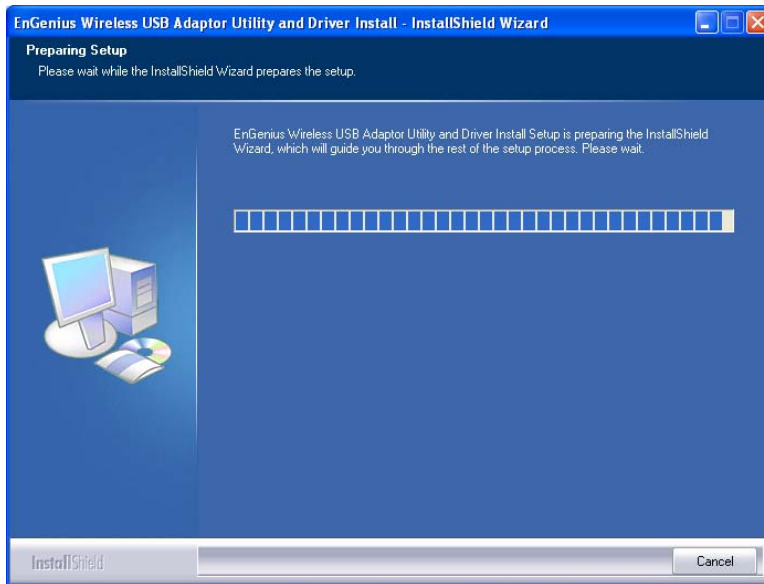 EnGenius Wireless USB Adaptor Utility and Driver Install - InstallShield Wizard
Preparing Setup
Please wait while the InstallShield Wizard prepares the setup.
EnGenius Wireless USB Adaptor Utility and Driver Install Setup is preparing the InstallShield
Wizard, which will guide you through the rest of the setup process. Please wait.
InstallShield
Cancel